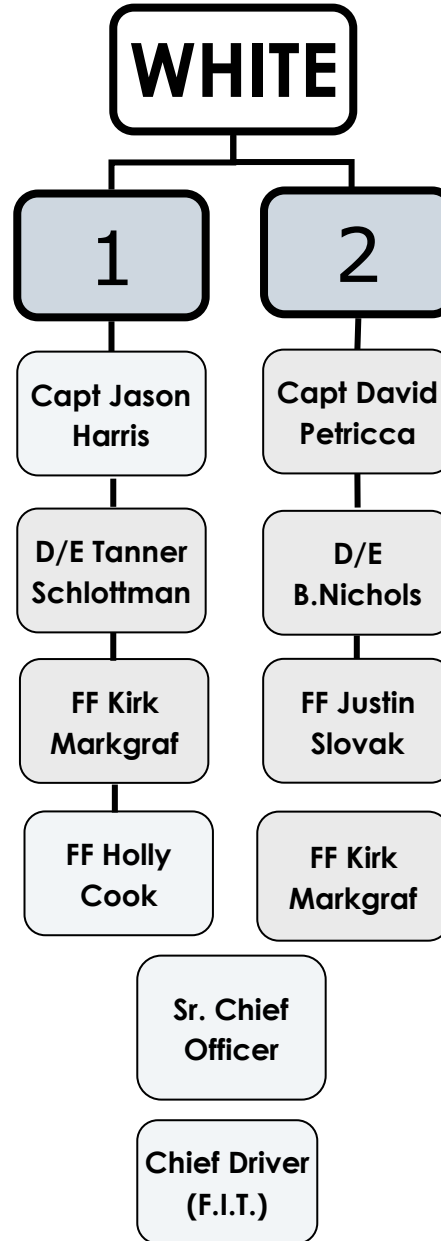 WHITE
1
2
Capt Jason
Harris
Capt David
Petricca
D/E Tanner
Schlottman
D/E
B.Nichols
FF Kirk
Markgraf
FF Justin
Slovak
FF Holly
Cook
FF Kirk
Markgraf
Sr. Chief
Officer
Chief Driver
(F.I.T.)